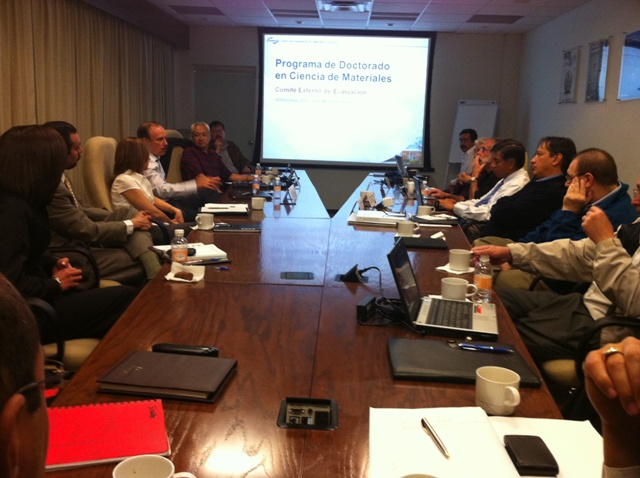 Programa de Doctorado
en Ciencia de Materiales
Comité Externo de Evaluación